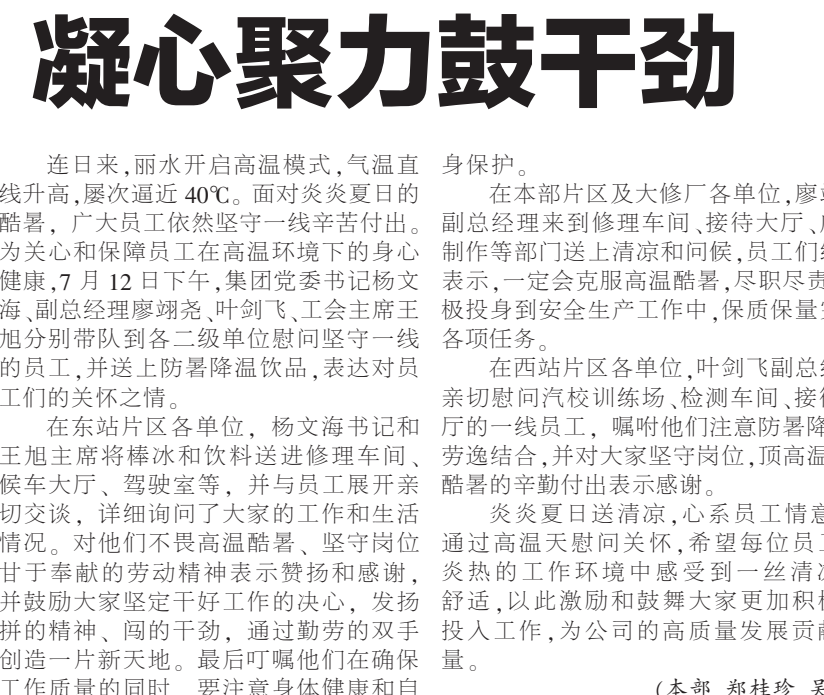 凝心聚力鼓干劲
连日来,丽水开启高温模式,气温直
线升高,屡次逼近 40℃。面对炎炎夏日的
酷暑，广大员工依然坚守一线辛苦付出。
为关心和保障员工在高温环境下的身心
健康,7 月 12 日下午,集团党委书记杨文
海、副总经理廖翊尧、叶剑飞、工会主席王
旭分别带队到各二级单位慰问坚守一线
的员工,并送上防暑降温饮品,表达对员
工们的关怀之情。
在东站片区各单位，杨文海书记和
王旭主席将棒冰和饮料送进修理车间、
候车大厅、驾驶室等，并与员工展开亲
切交谈，详细询问了大家的工作和生活
情况。对他们不畏高温酷暑、坚守岗位
甘于奉献的劳动精神表示赞扬和感谢，
并鼓励大家坚定干好工作的决心，发扬
拼的精神、闯的干劲，通过勤劳的双手
创造一片新天地。最后叮嘱他们在确保
工作质量的同时　要注意身体健康和自
身保护。
在本部片区及大修厂各单位,廖
副总经理来到修理车间、接待大厅、
制作等部门送上清凉和问候,员工们
表示,一定会克服高温酷暑,尽职尽责
极投身到安全生产工作中,保质保量
各项任务。
在西站片区各单位,叶剑飞副总
亲切慰问汽校训练场、检测车间、接
厅的一线员工，嘱咐他们注意防暑降
劳逸结合,并对大家坚守岗位,顶高温
酷暑的辛勤付出表示感谢。
炎炎夏日送清凉,心系员工情意
通过高温天慰问关怀,希望每位员工
炎热的工作环境中感受到一丝清凉
舒适,以此激励和鼓舞大家更加积极
投入工作,为公司的高质量发展贡献
量。
(本部 郑桂珍